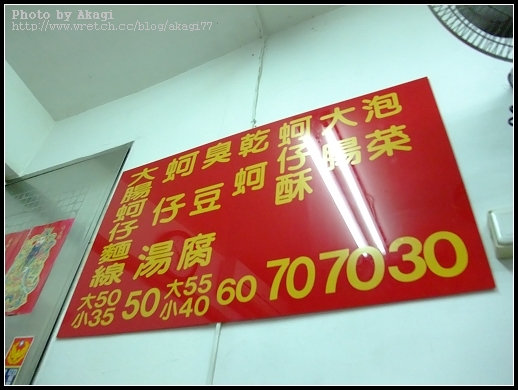 Photo by Akagi
http://www.wretch.cc/blog/akagi77
大腸蚵仔麵線
大50
小35
蚵仔湯
50
臭豆腐
大55
小40
乾蚵
60
蚵仔酥
70
大腸
70
泡菜
30